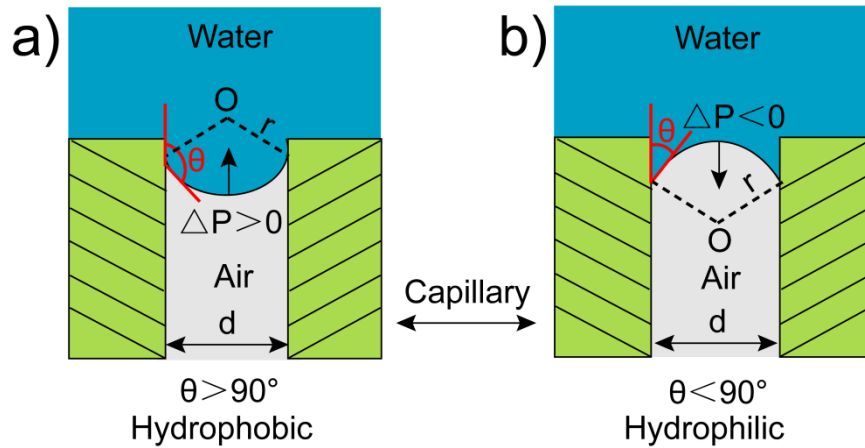 a)
Water
O
r
θ
△P＞0
Air
d
θ＞90°
Hydrophobic
Capillary
b)
Water
θ
△P＜0
r
O
Air
d
θ＜90°
Hydrophilic